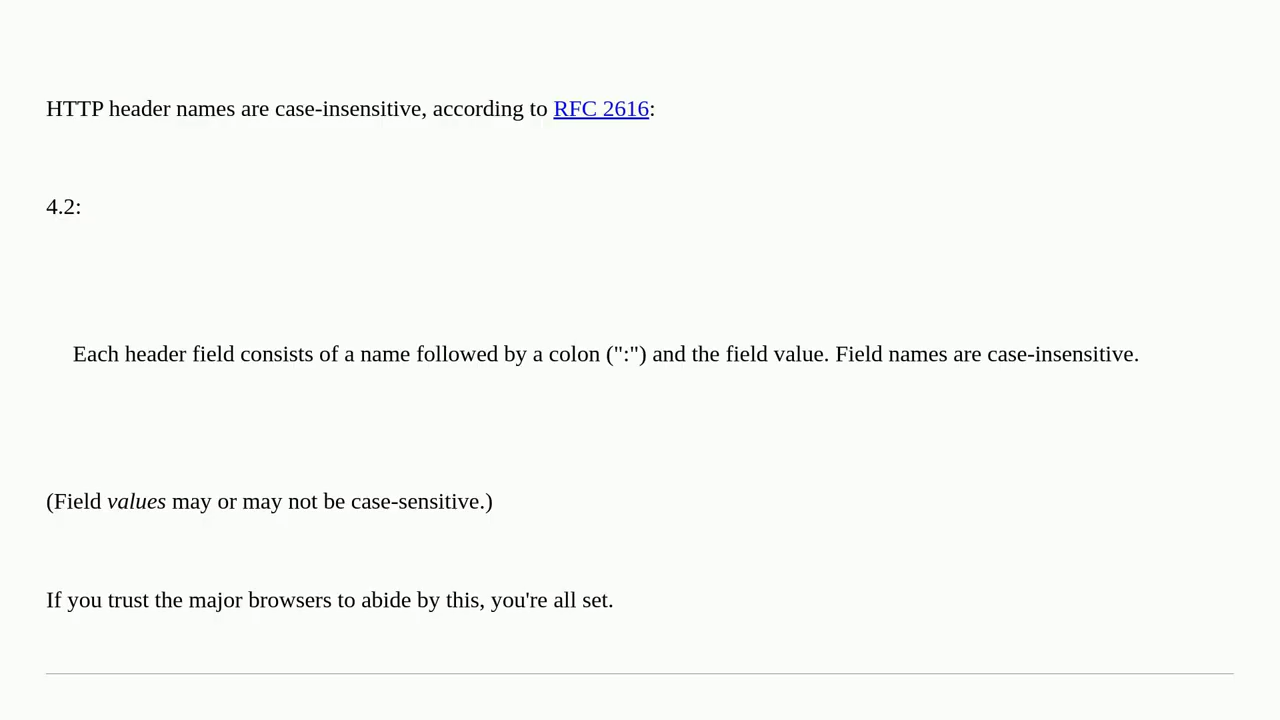 HTTP header names are case-insensitive, according to RFC 2616:
4.2:
Each header field consists of a name followed by a colon (":") and the field value. Field names are case-insensitive.
(Field values may or may not be case-sensitive.)
If you trust the major browsers to abide by this, you're all set.